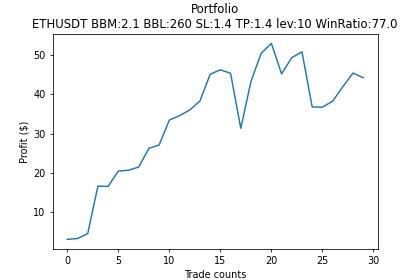 Portfolio
ETHUSDT BBM:2.1 BBL:260 SL:1.4 TP:1.4 lev:10 WinRatio:77.0
50
40
30
20
10
Profit ($)
0 5 10 15 20 25 30
Trade counts